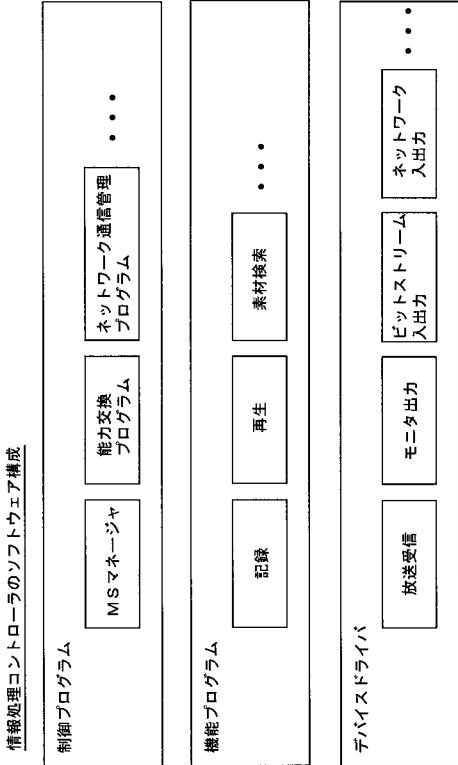 情報処理コントローラのソフトウェア構成
制御プログラム
MSマネージャ
能力交換
プログラム
ネットワーク通信管理
プログラム
・・・
機能プログラム
記録
再生
素材検索
・・・
デバイスドライバ
放送受信
モニタ出力
ビットストリーム
入出力
ネットワーク
入出力
・・・